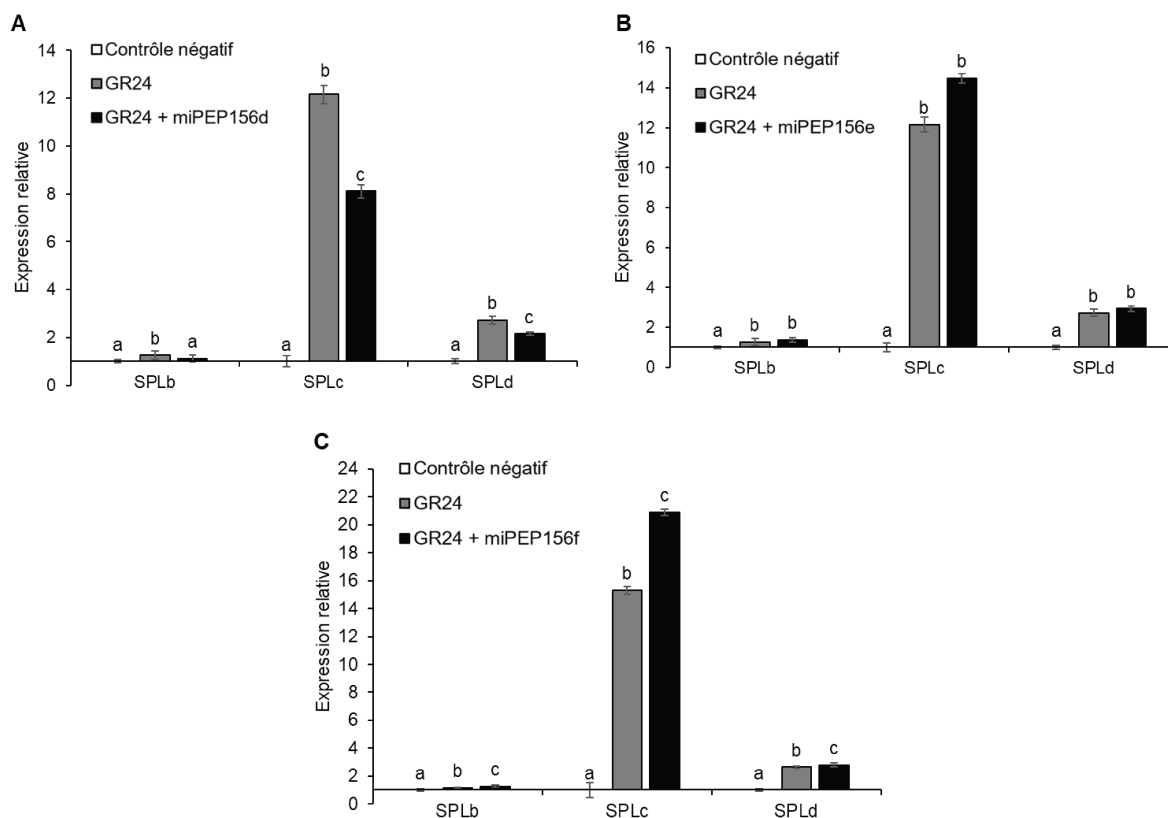 A
Expression relative
14
12
10
8
6
4
2
0
Contrôle négatif
GR24
GR24 + miPEP156d
a
b
a
a
b
c
a
b
c
SPLb
SPLc
SPLd
B
Expression relative
16
14
12
10
8
6
4
2
0
Contrôle négatif
GR24
GR24 + miPEP156e
a
b
b
a
b
b
a
b
b
SPLb
SPLc
SPLd
C
Expression relative
24
22
20
18
16
14
12
10
8
6
4
2
0
Contrôle négatif
GR24
GR24 + miPEP156f
a
b
c
a
b
c
a
b
c
SPLb
SPLc
SPLd